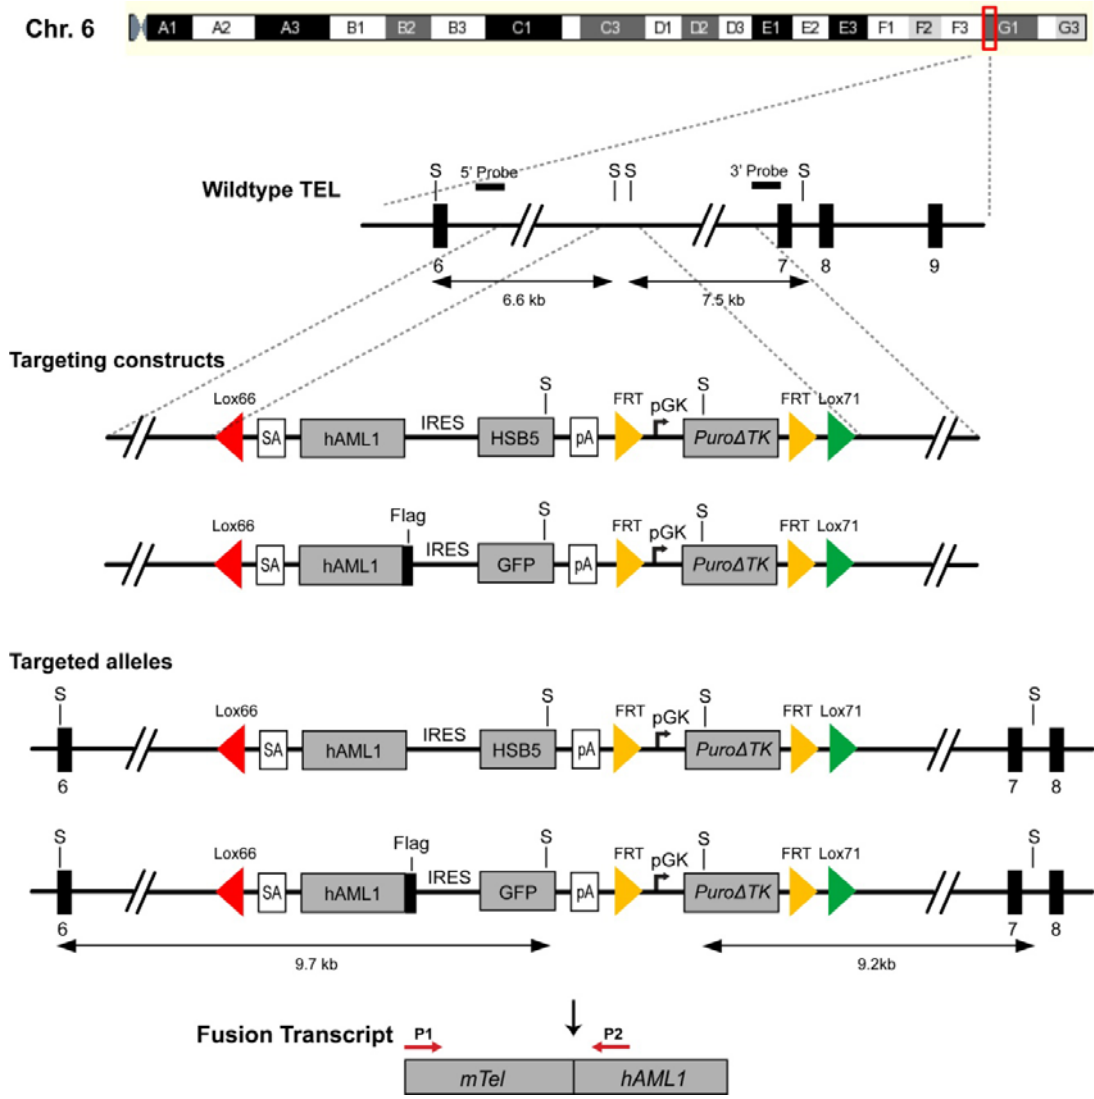 Chr. 6
A1 A2 A3 B1 B2 B3 C1 C3 D1 D2 D3 E1 E2 E3 F1 F2 F3 G1 G3
Wildtype TEL
S 5' Probe S S 3' Probe S
6 7 8 9
6.6 kb 7.5 kb
Targeting constructs
Lox66 IRES S FRT pGK S FRT Lox71
SA hAML1 HSB5 pA PuroΔTK
Lox66 Flag IRES S FRT pGK S FRT Lox71
SA hAML1 GFP pA PuroΔTK
Targeted alleles
S Lox66 IRES S FRT pGK S FRT Lox71 S
SA hAML1 HSB5 pA PuroΔTK
6 7 8
S Lox66 Flag IRES S FRT pGK S FRT Lox71 S
SA hAML1 GFP pA PuroΔTK
6 7 8
9.7 kb 9.2kb
Fusion Transcript P1 P2
mTel hAML1